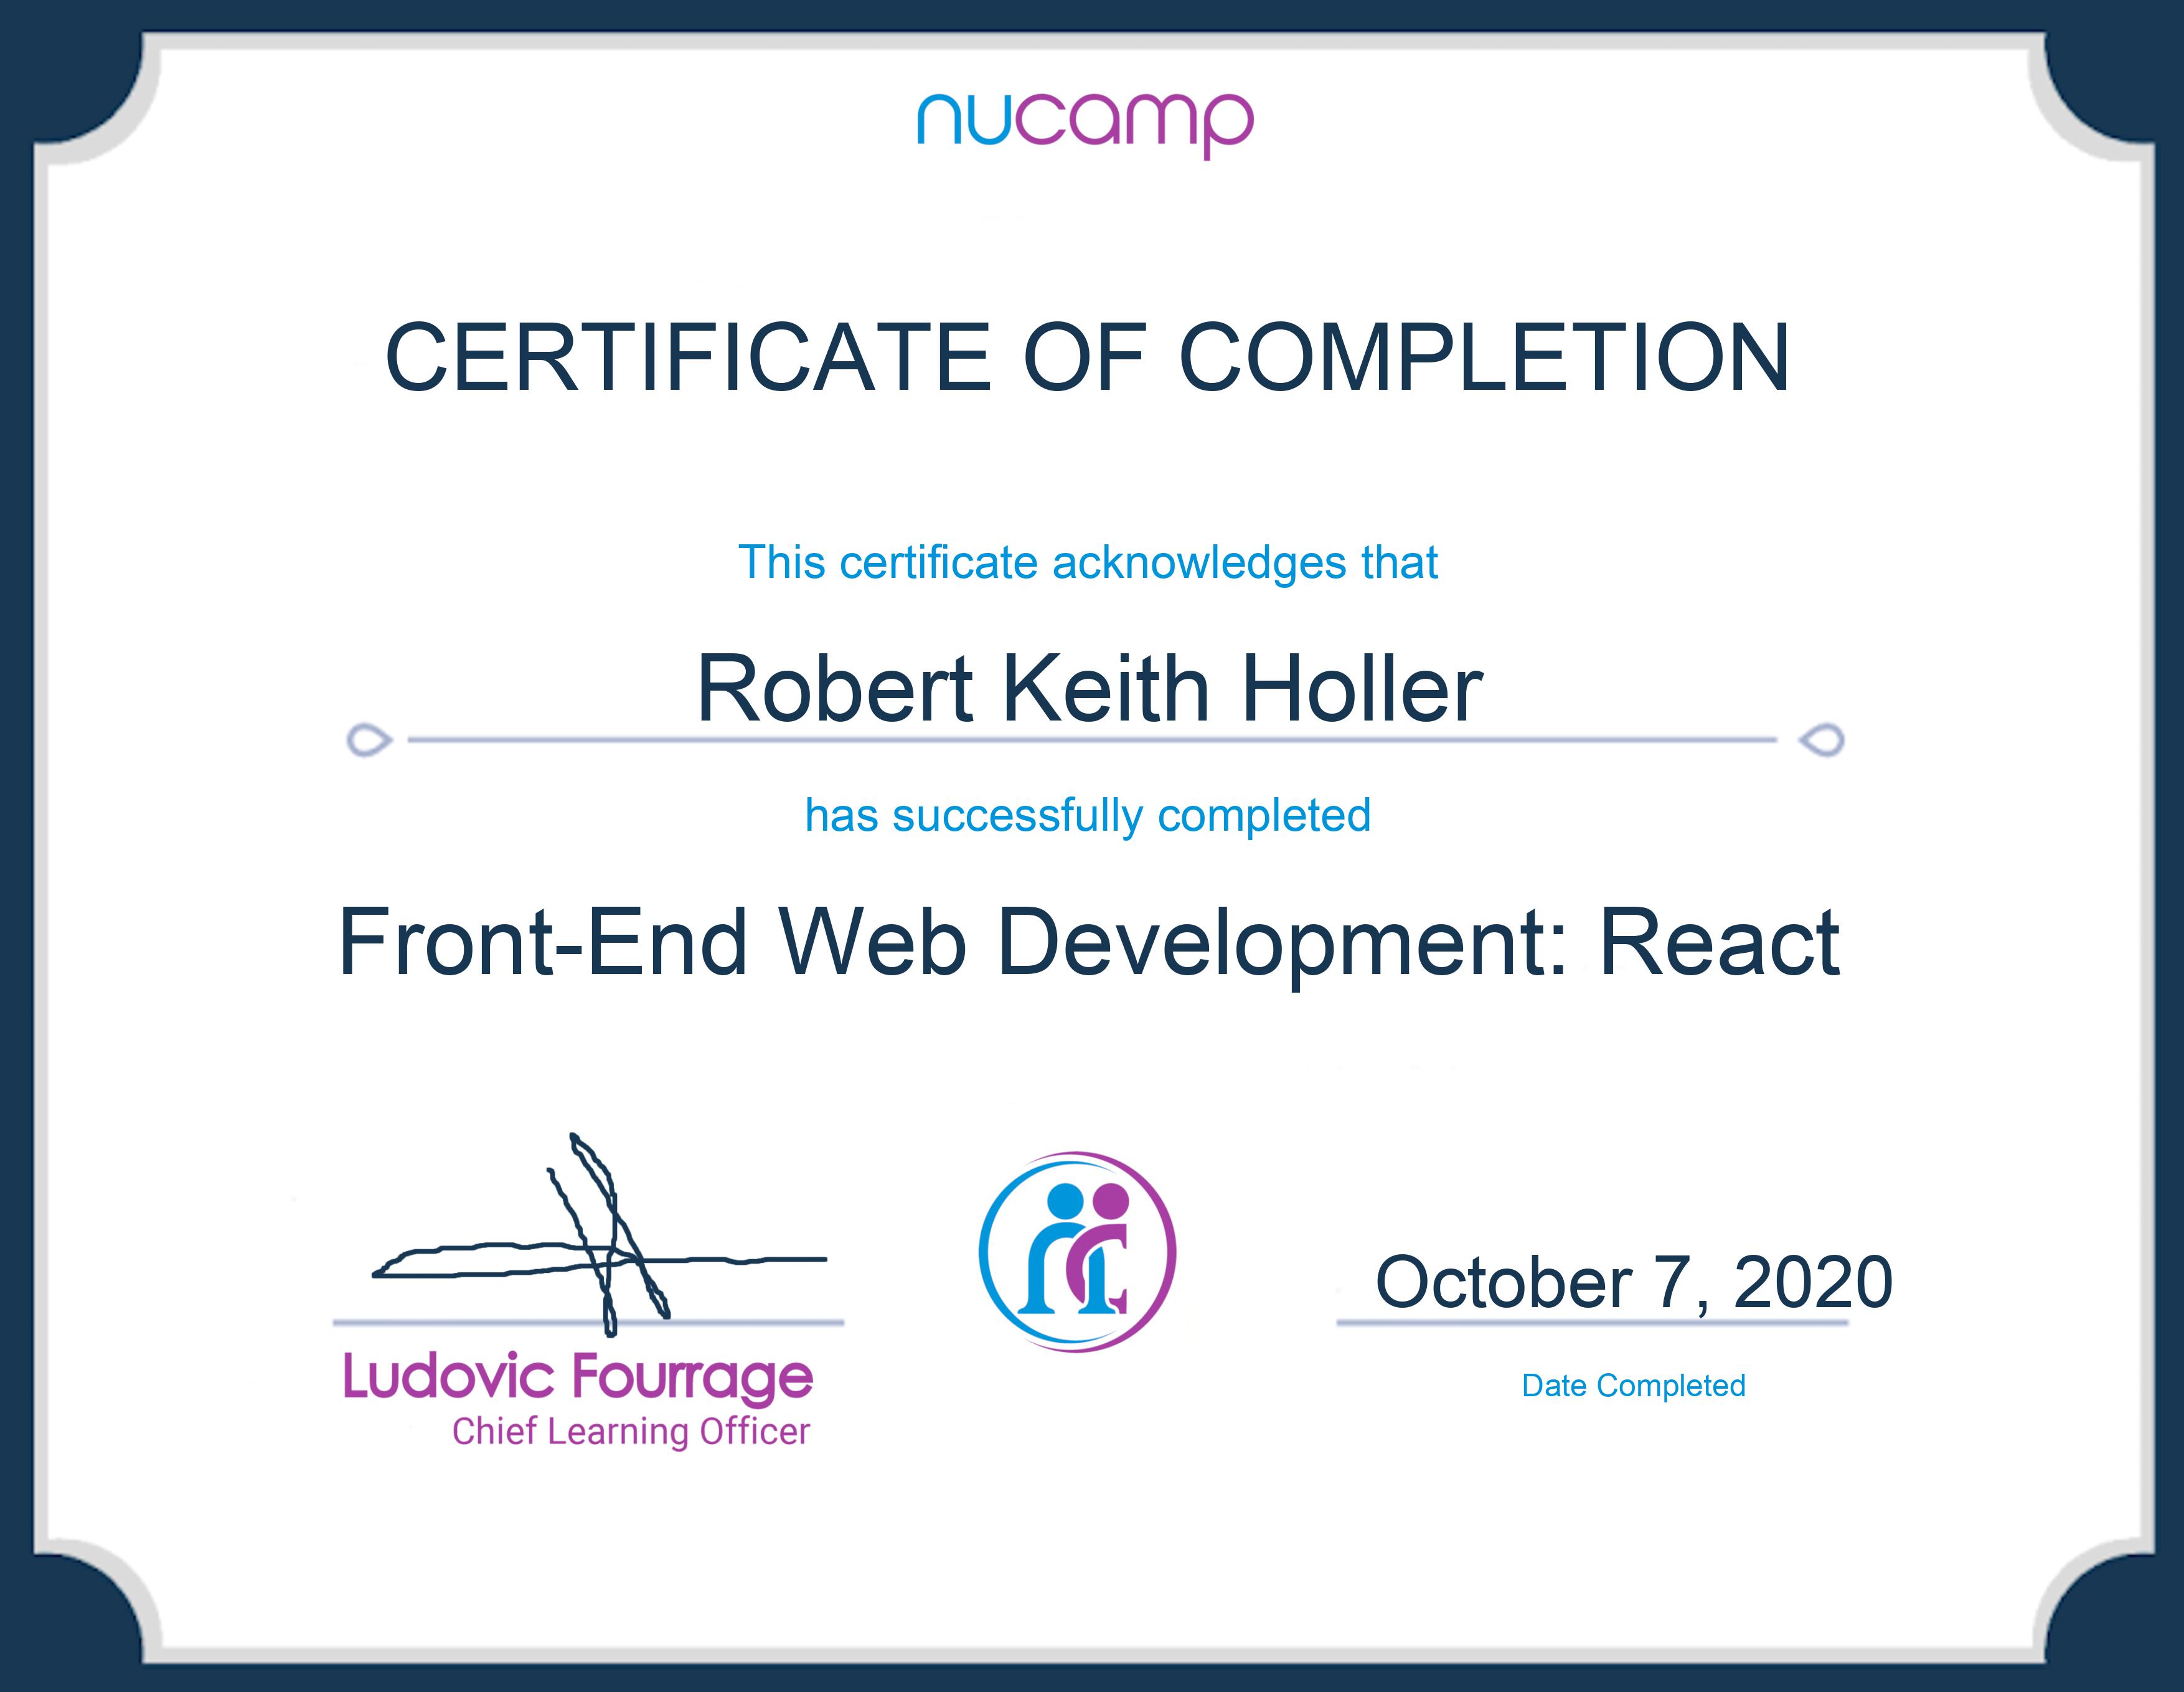 nucamp
CERTIFICATE OF COMPLETION
This certificate acknowledges that
Robert Keith Holler
has successfully completed
Front-End Web Development: React
October 7, 2020
Ludovic Fourrage
Chief Learning Officer
Date Completed